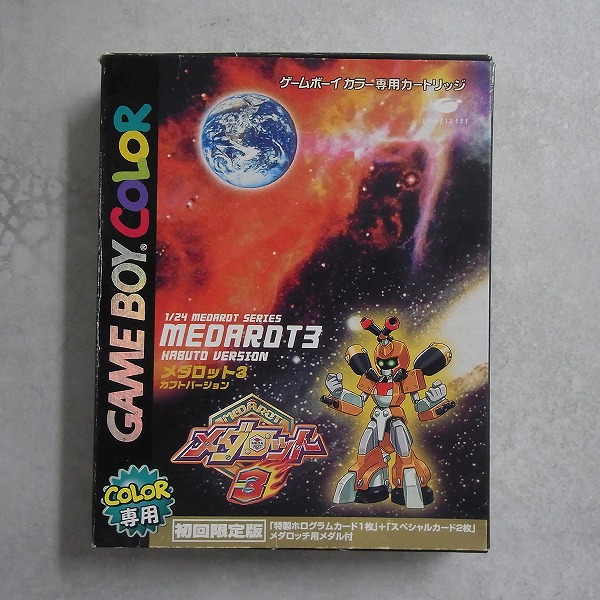 ゲームボーイ カラー専用カートリッジ
imagineer
GAME BOY COLOR
1/24 MEDAROT SERIES
MEDAROT3
KABUTO VERSION
メダロット3
カブトバージョン
MEDAROT
メダロット
3
COLOR
専用
初回限定版
「特製ホログラムカード1枚」+「スペシャルカード2枚」
メダロッチ用メダル付